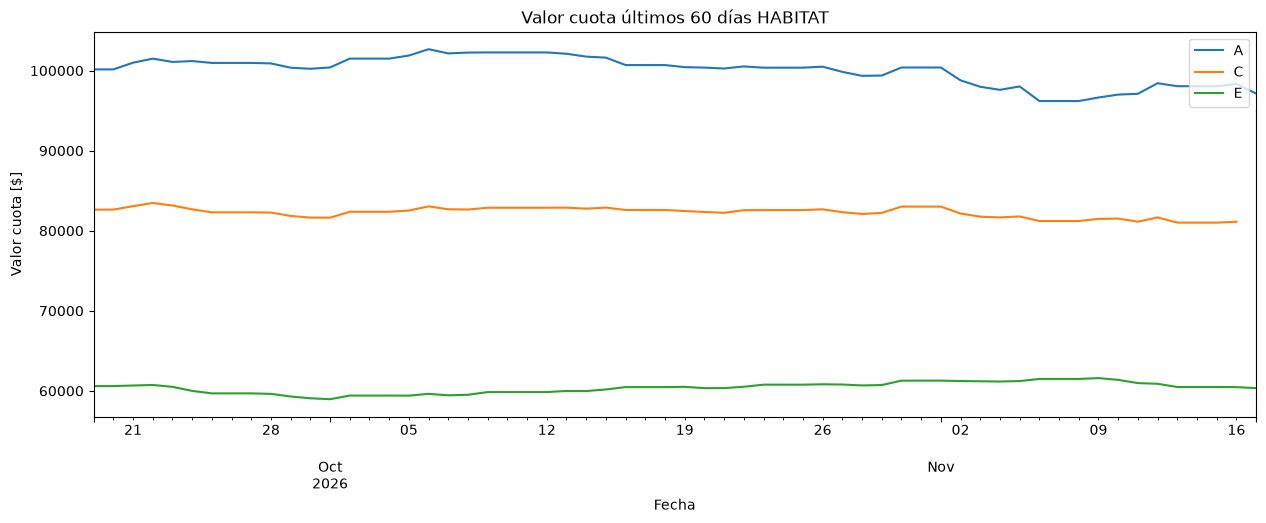 Valor cuota últimos 60 días HABITAT
A
C
E
100000
90000
80000
70000
60000
Valor cuota [$]
21 28 05 12 19 26 02 09 16
Oct Nov
2026
Fecha